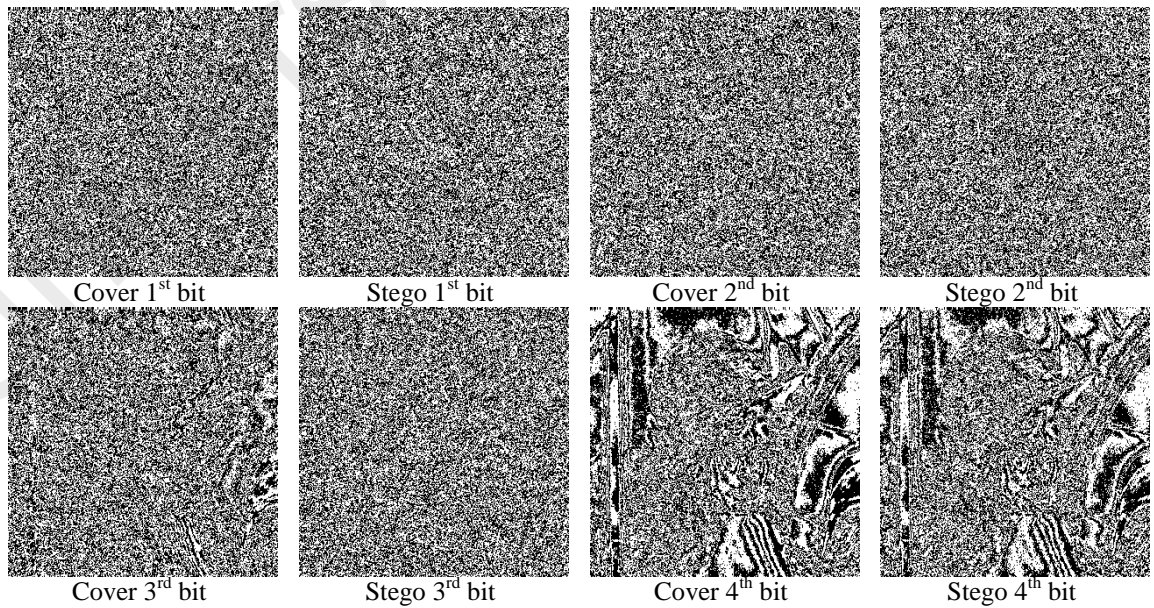 Cover 1st bit Stego 1st bit Cover 2nd bit Stego 2nd bit
Cover 3rd bit Stego 3rd bit Cover 4th bit Stego 4th bit